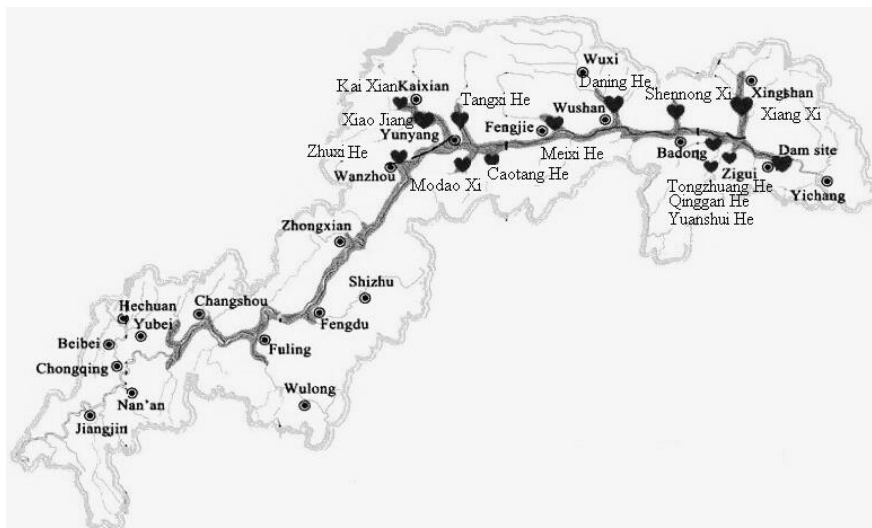 Wuxi
Daning He
Kai Xian
Kaixian
Tangxi He
Shennong Xi
Xingshan
Xiang Xi
Xiao Jiang
Yunyang
Fengjie
Wushan
Zhuxi He
Wanzhou
Modao Xi
Caotang He
Meixi He
Badong
Zigui
Dam site
Tongzhuang He
Qinggan He
Yuanshui He
Yichang
Zhongxian
Shizhu
Hechuan
Yubei
Changshou
Beibei
Fengdu
Chongqing
Fuling
Nan'an
Wulong
Jiangjin